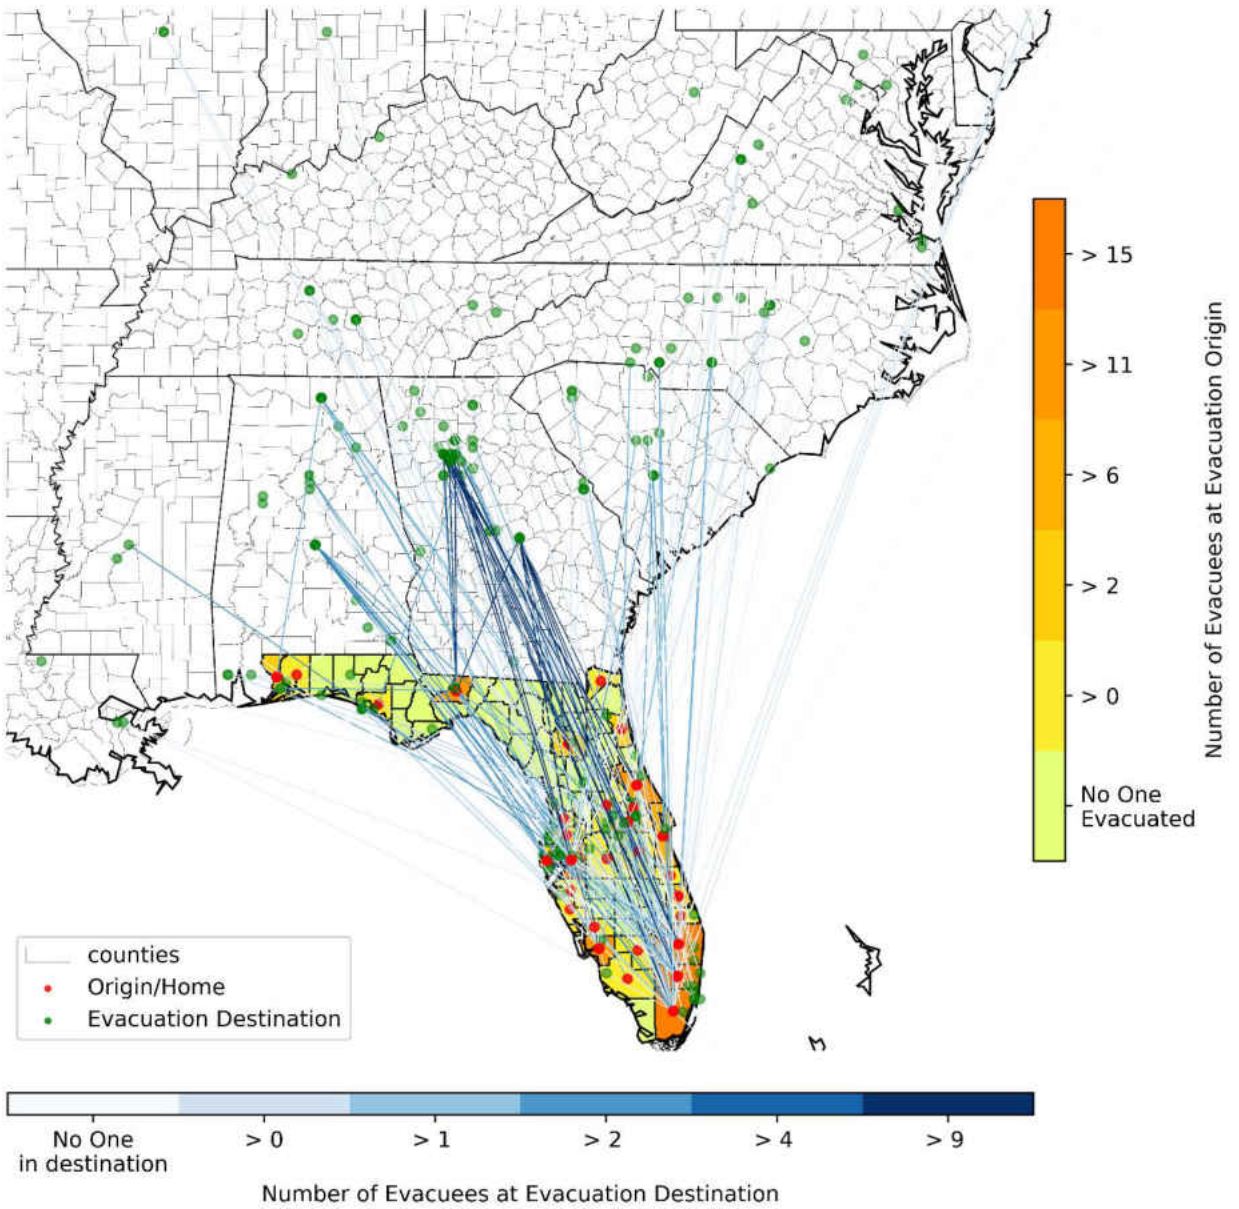 > 15
> 11
> 6
> 2
> 0
No One
Evacuated
Number of Evacuees at Evacuation Origin
counties
Origin/Home
Evacuation Destination
No One
in destination
> 0
> 1
> 2
> 4
> 9
Number of Evacuees at Evacuation Destination